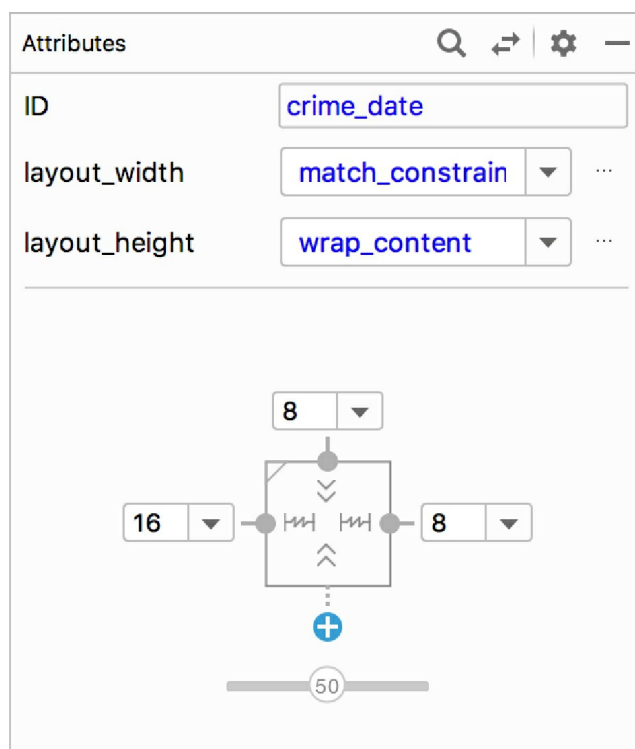 Attributes
ID crime_date
layout_width match_constrain ...
layout_height wrap_content ...
8
16 8
50